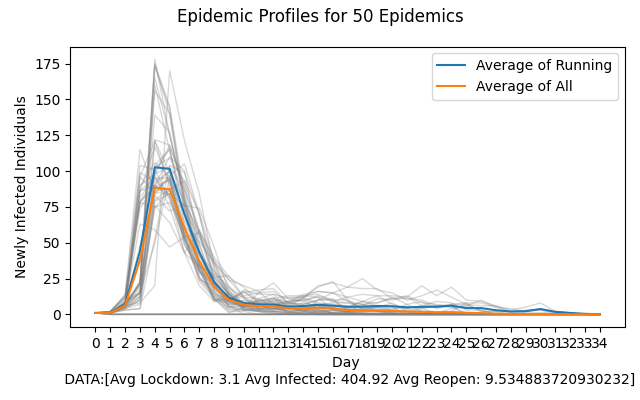 Epidemic Profiles for 50 Epidemics
Average of Running
Average of All
Newly Infected Individuals
175
150
125
100
75
50
25
0
0 1 2 3 4 5 6 7 8 9 10 11 12 13 14 15 16 17 18 19 20 21 22 23 24 25 26 27 28 29 30 31 32 33 34
Day
DATA:[Avg Lockdown: 3.1 Avg Infected: 404.92 Avg Reopen: 9.534883720930232]